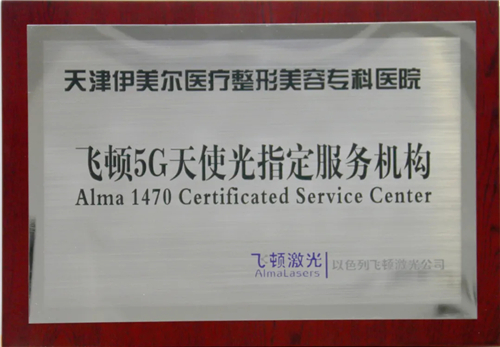 天津伊美尔医疗整形美容专科医院
飞顿5G天使光指定服务机构
Alma 1470 Certificated Service Center
飞顿激光
AlmaLasers
以色列飞顿激光公司